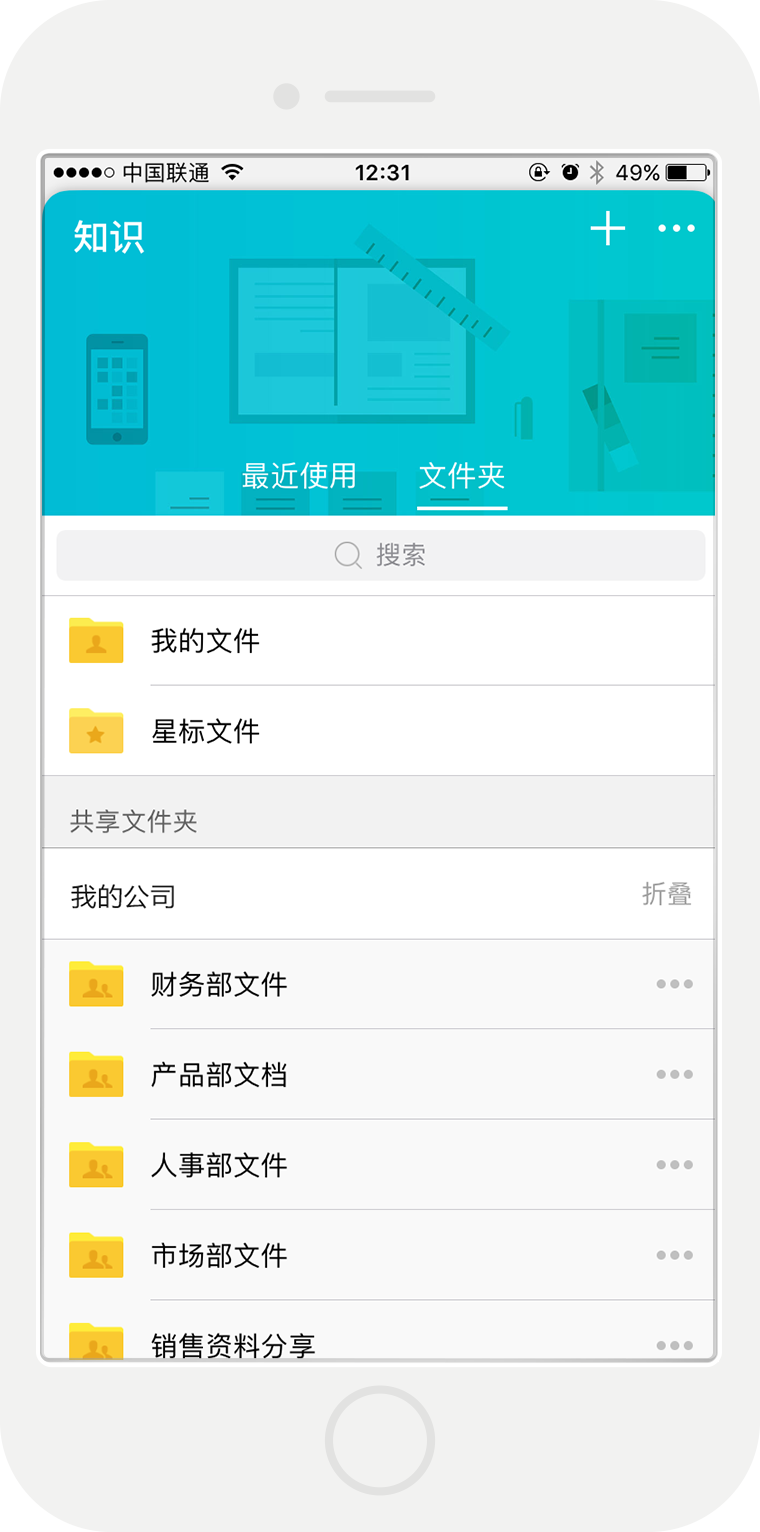 中国联通 12:31 49%
知识
最近使用 文件夹
搜索
我的文件
星标文件
共享文件夹
我的公司 折叠
财务部文件
产品部文档
人事部文件
市场部文件
销售资料分享